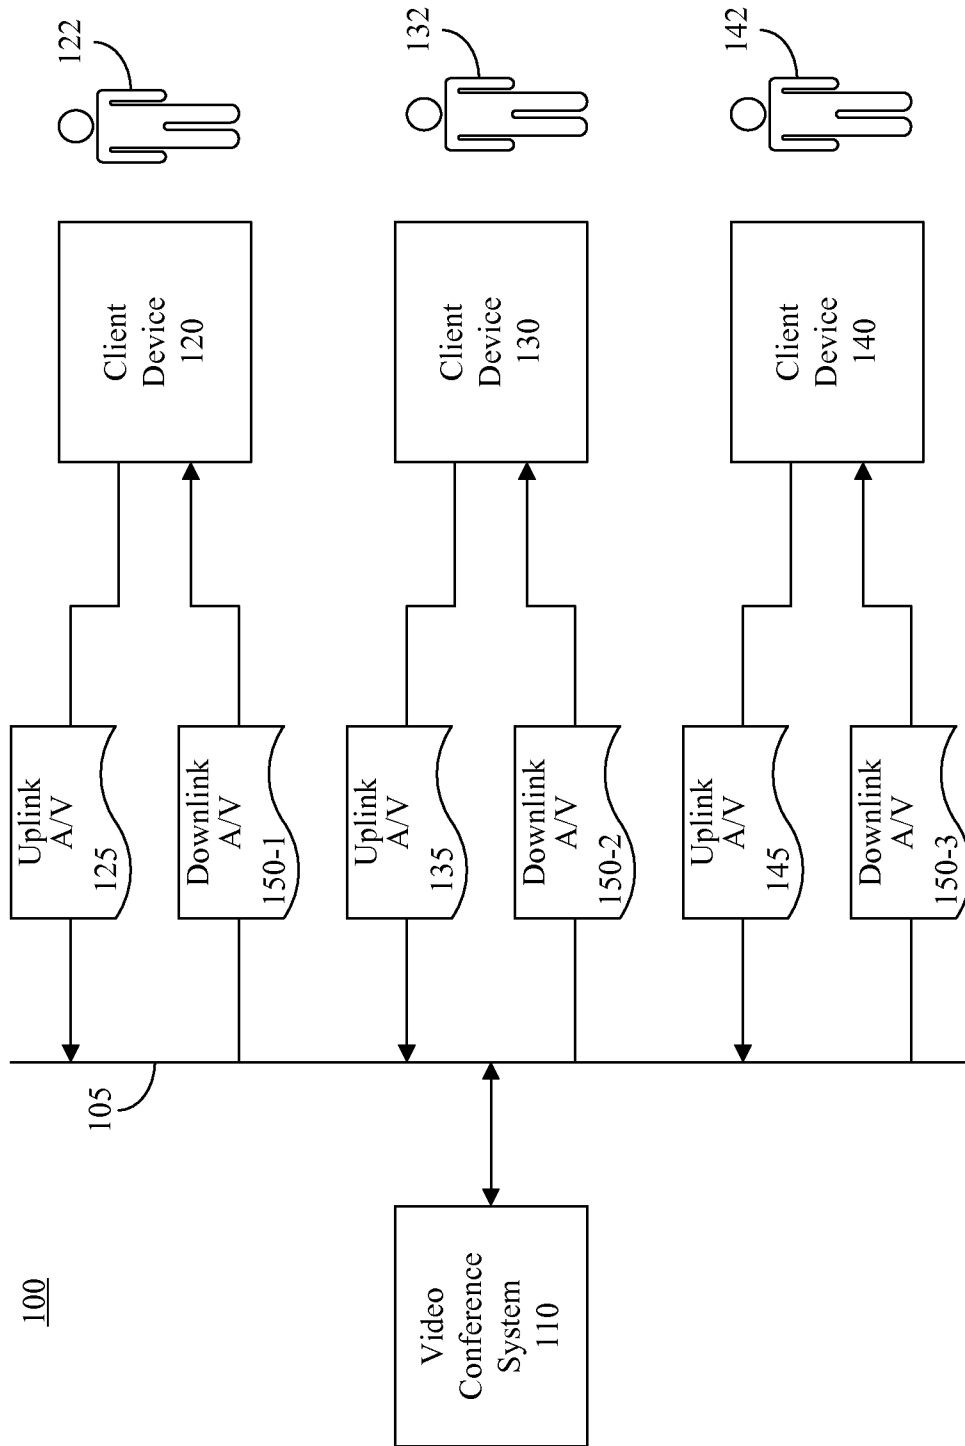 100
Video
Conference
System
110
105
Uplink
A/V
125
Downlink
A/V
150-1
Uplink
A/V
135
Downlink
A/V
150-2
Uplink
A/V
145
Downlink
A/V
150-3
Client
Device
120
Client
Device
130
Client
Device
140
122
132
142